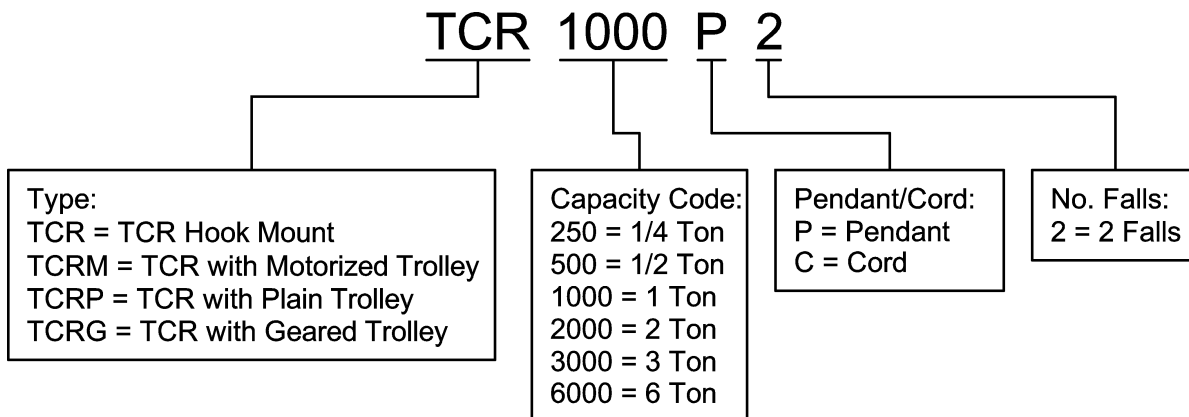 TCR 1000 P 2
Type:
TCR = TCR Hook Mount
TCRM = TCR with Motorized Trolley
TCRP = TCR with Plain Trolley
TCRG = TCR with Geared Trolley
Capacity Code:
250 = 1/4 Ton
500 = 1/2 Ton
1000 = 1 Ton
2000 = 2 Ton
3000 = 3 Ton
6000 = 6 Ton
Pendant/Cord:
P = Pendant
C = Cord
No. Falls:
2 = 2 Falls